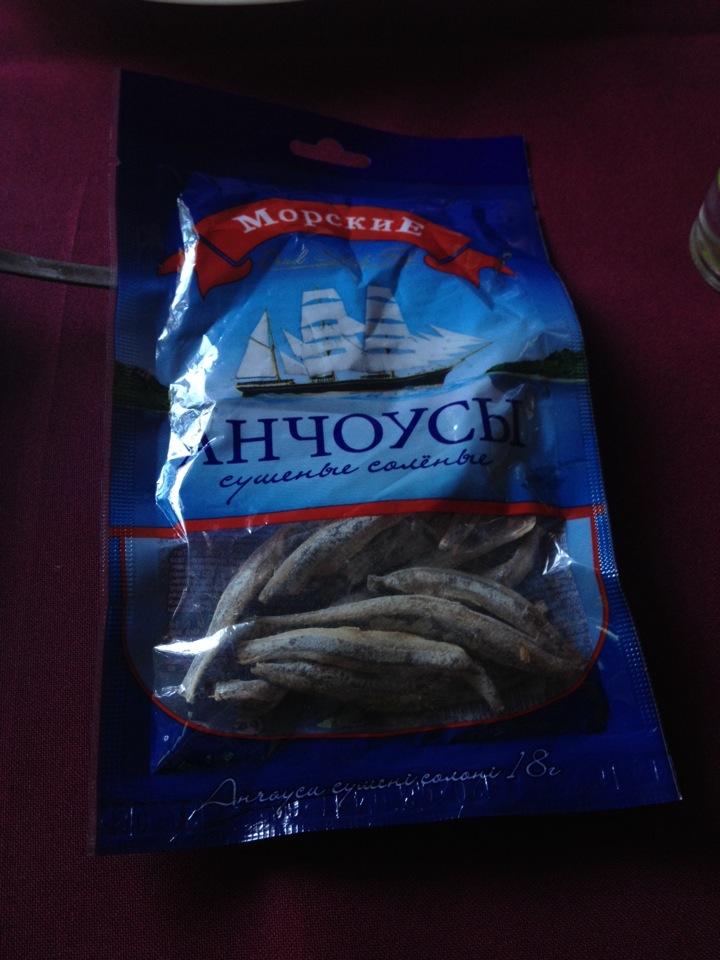 МорскиЕ
АНЧОУСЫ
сушеные солёные
Анчоуси сушені солоні 18г